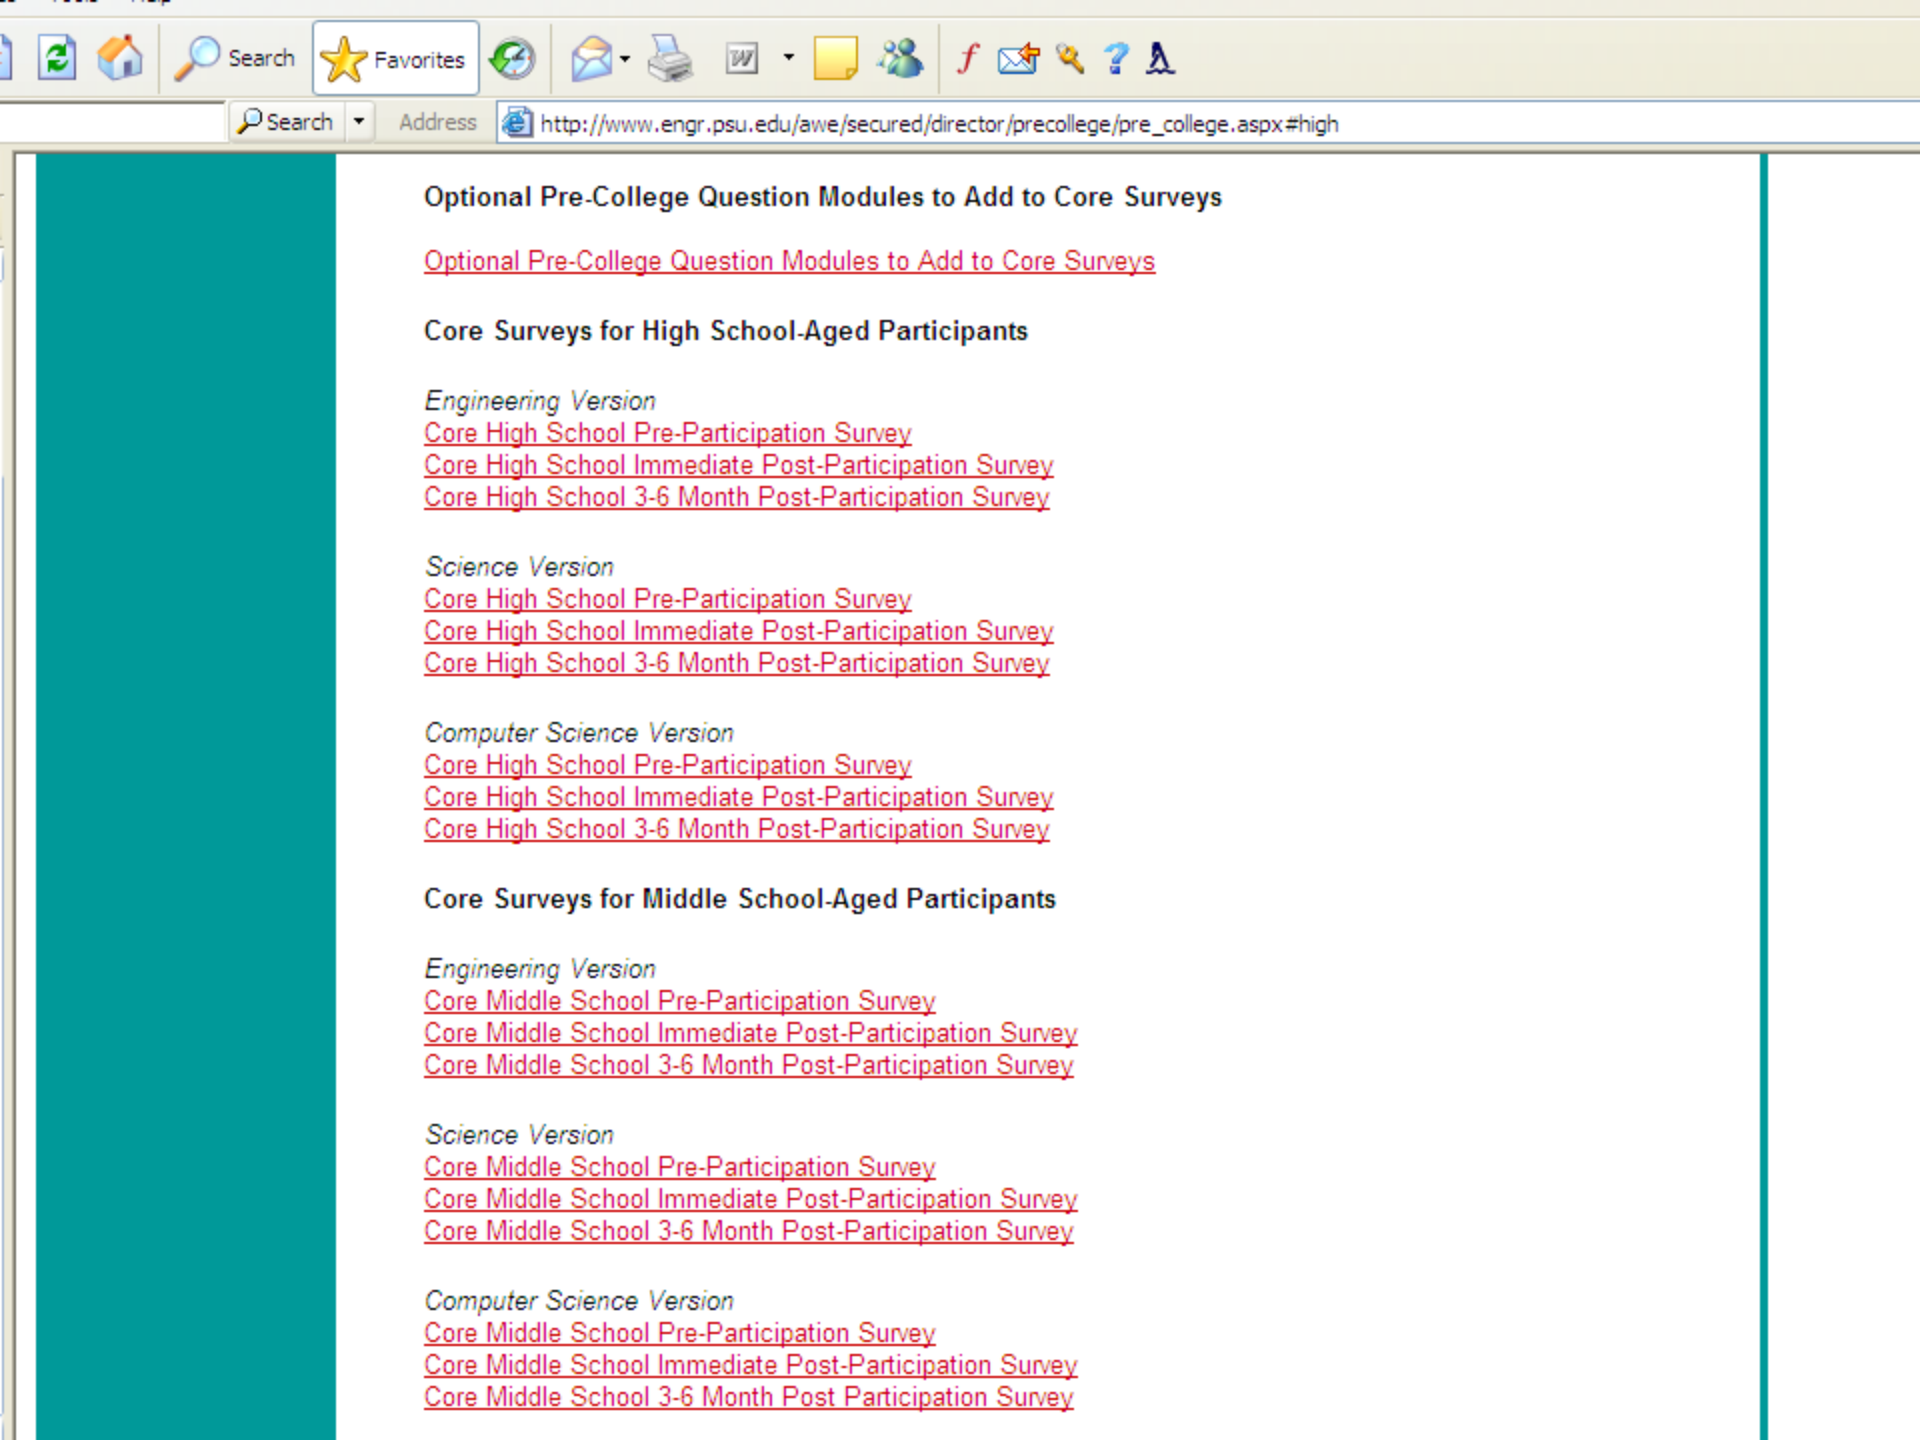 Search
Favorites
Search
Address
http://www.engr.psu.edu/awe/secured/director/precollege/pre_college.aspx#high
Optional Pre-College Question Modules to Add to Core Surveys
Optional Pre-College Question Modules to Add to Core Surveys
Core Surveys for High School-Aged Participants
Engineering Version
Core High School Pre-Participation Survey
Core High School Immediate Post-Participation Survey
Core High School 3-6 Month Post-Participation Survey
Science Version
Core High School Pre-Participation Survey
Core High School Immediate Post-Participation Survey
Core High School 3-6 Month Post-Participation Survey
Computer Science Version
Core High School Pre-Participation Survey
Core High School Immediate Post-Participation Survey
Core High School 3-6 Month Post-Participation Survey
Core Surveys for Middle School-Aged Participants
Engineering Version
Core Middle School Pre-Participation Survey
Core Middle School Immediate Post-Participation Survey
Core Middle School 3-6 Month Post-Participation Survey
Science Version
Core Middle School Pre-Participation Survey
Core Middle School Immediate Post-Participation Survey
Core Middle School 3-6 Month Post-Participation Survey
Computer Science Version
Core Middle School Pre-Participation Survey
Core Middle School Immediate Post-Participation Survey
Core Middle School 3-6 Month Post Participation Survey